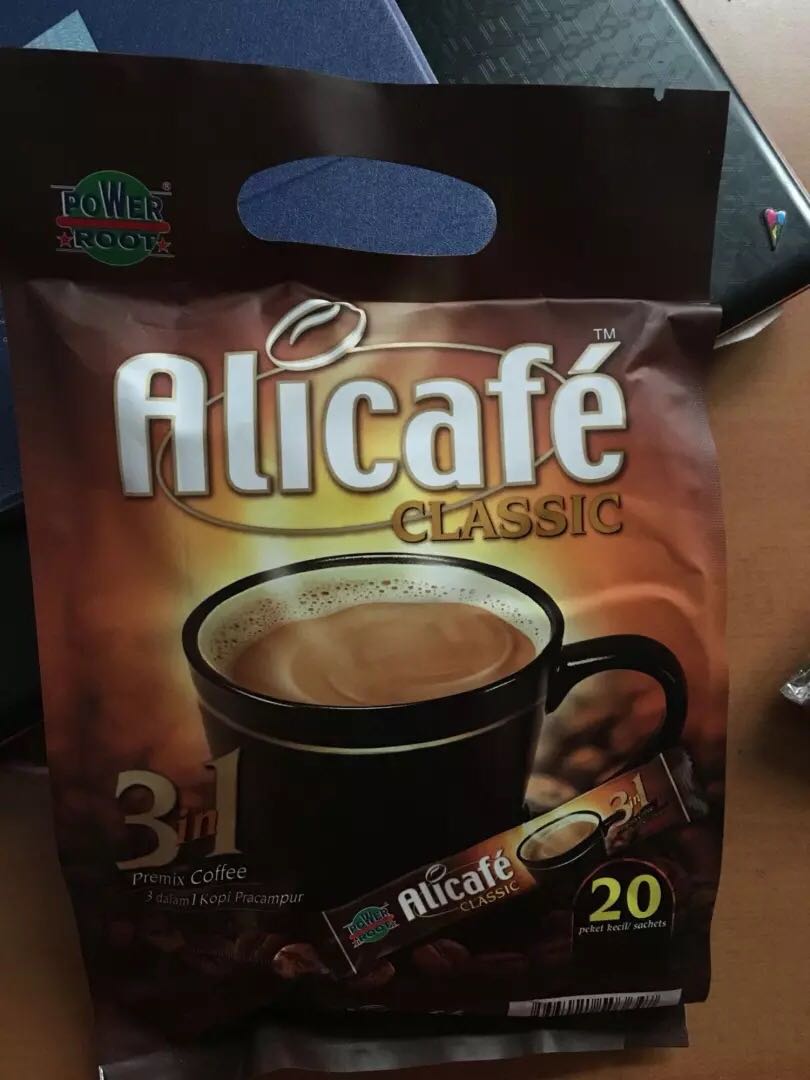 POWER
ROOT
®
Alicafé
™
CLASSIC
3in1
Premix Coffee
3 dalam 1 Kopi Pracampur
3in1
Alicafé
CLASSIC
POWER
ROOT
20
peket kecil/ sachets